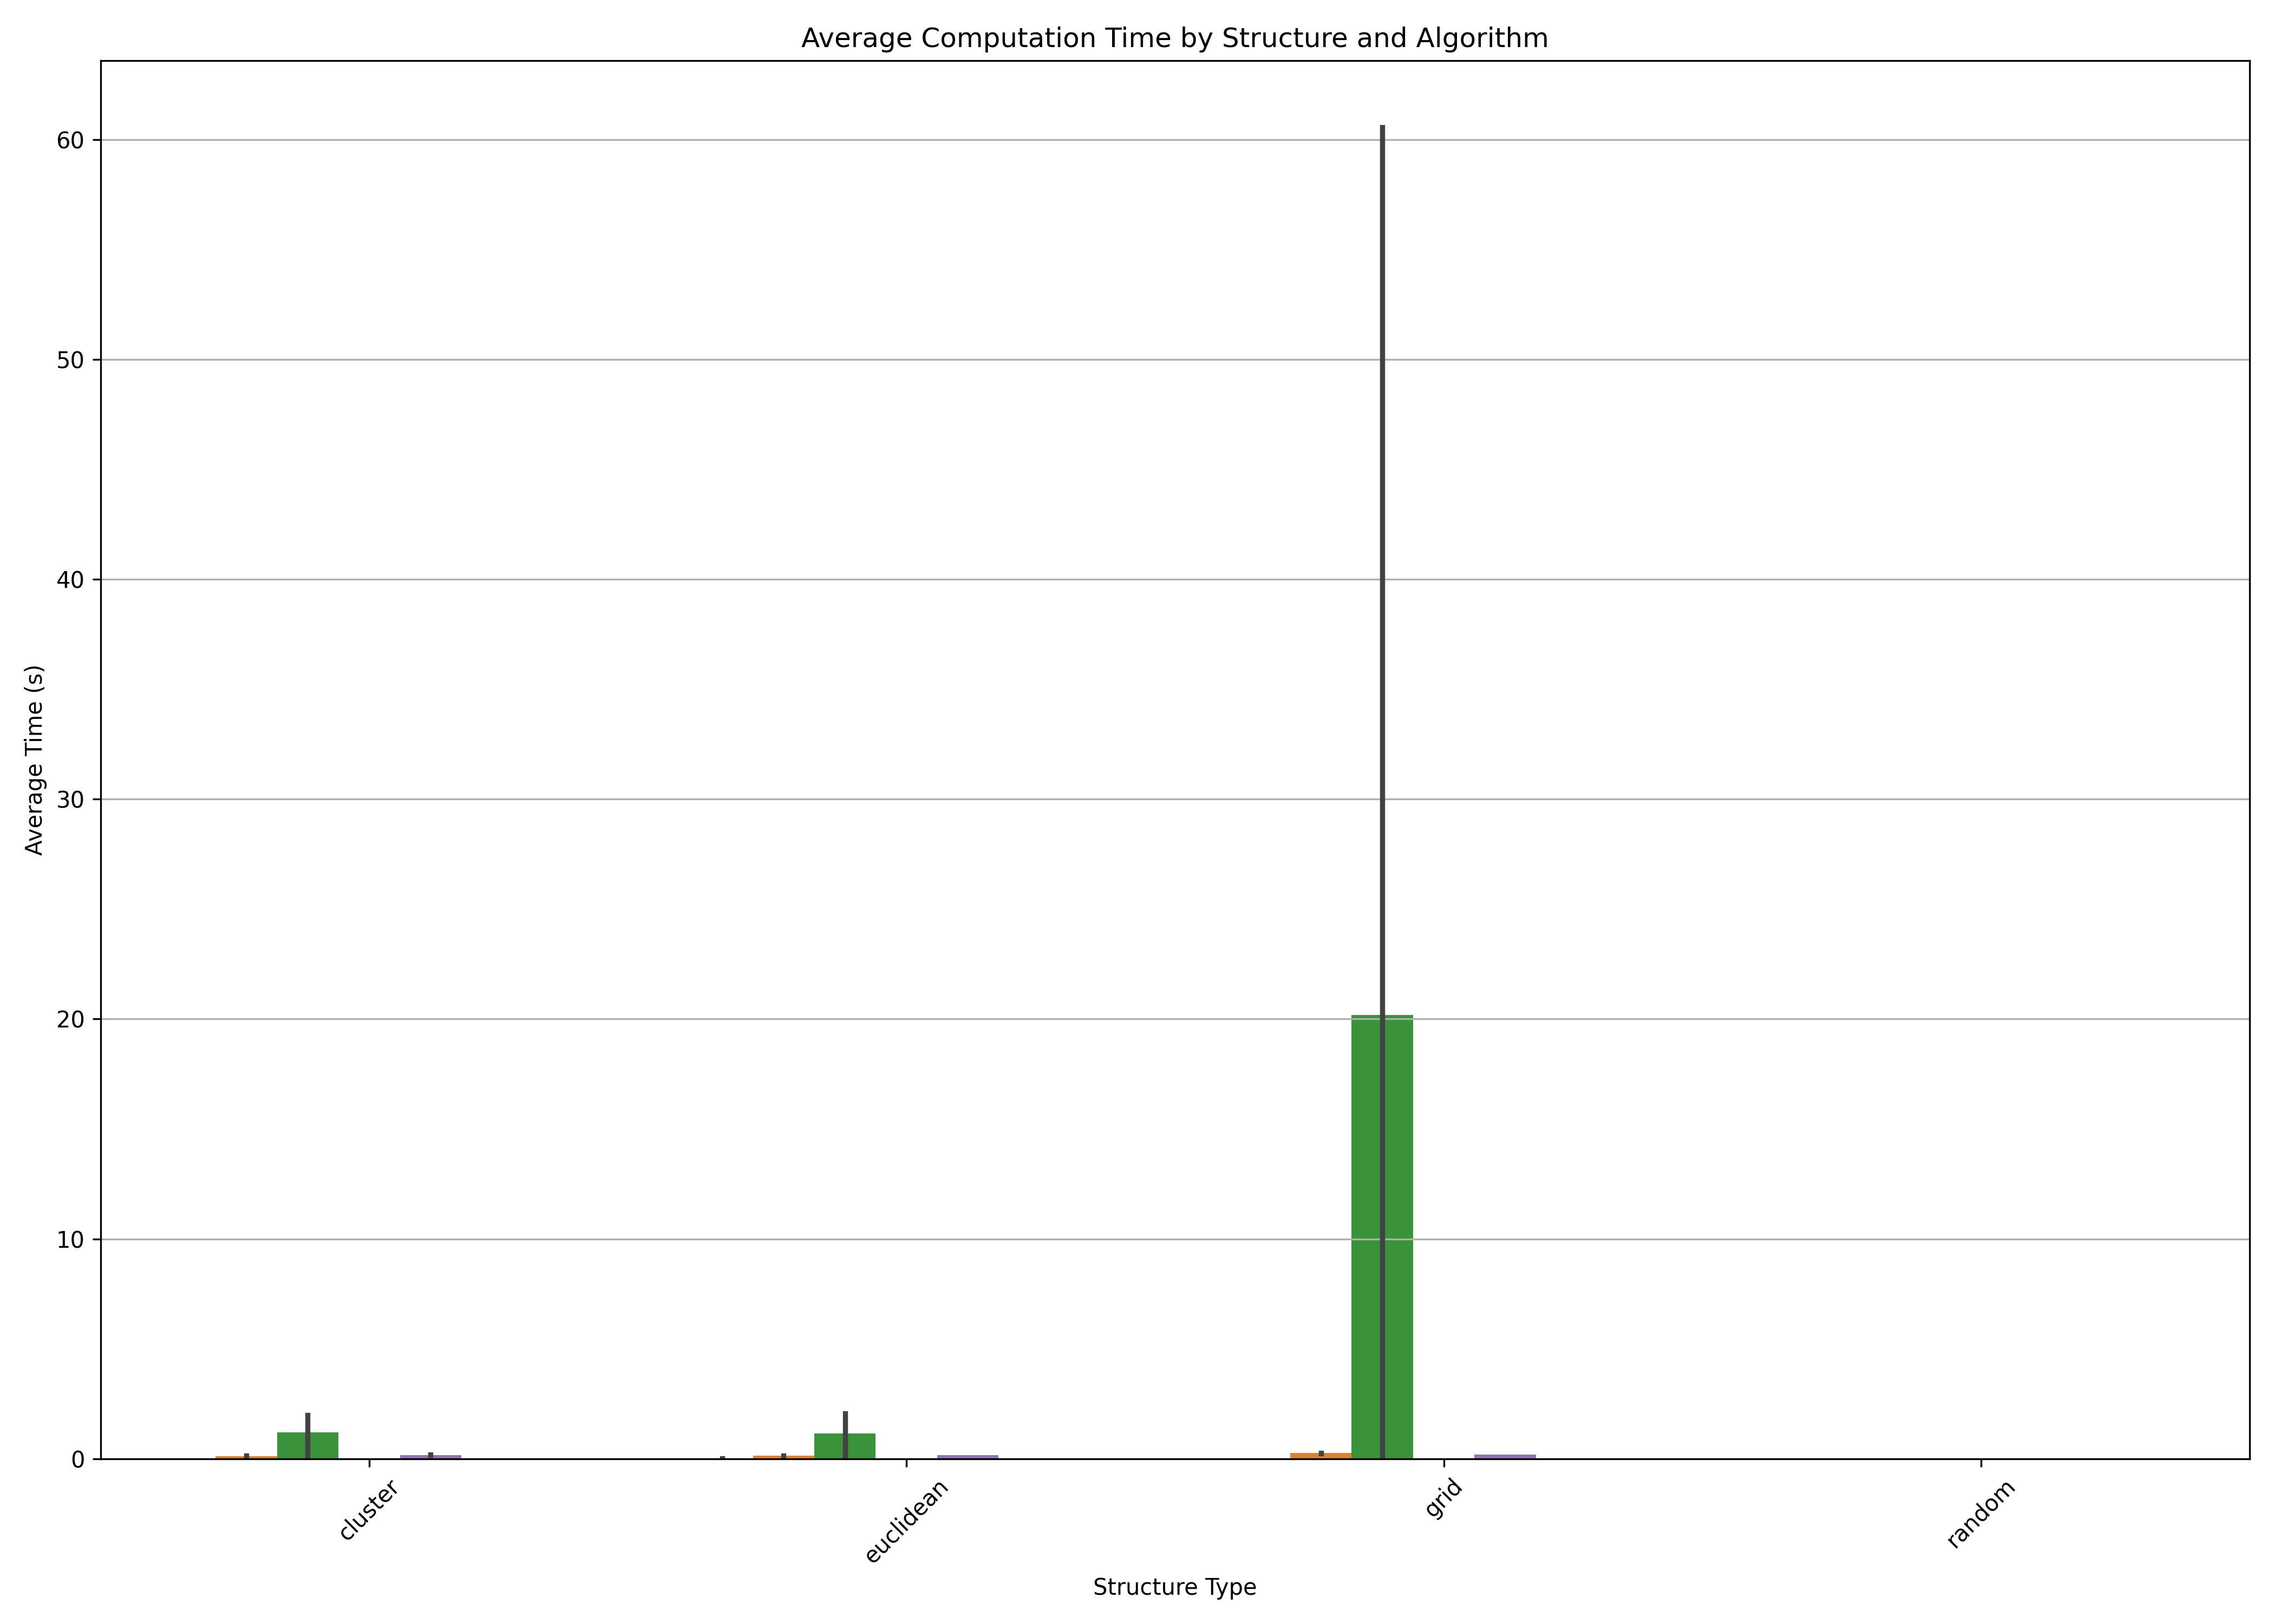 Average Computation Time by Structure and Algorithm
60
50
40
30
20
10
0
Average Time (s)
cluster
euclidean
grid
random
Structure Type